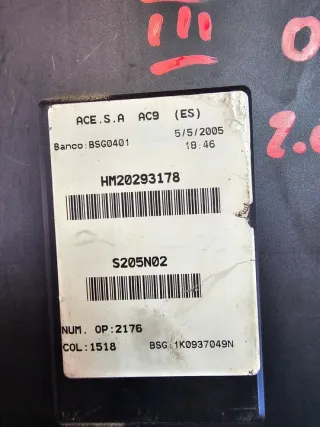 III
ACE.S.A AC9 (ES)
5/5/2005
Banco:BSG0401 18:46
HM20293178
S205N02
NUM. OP:2176
COL:1518 BSG:1K0937049N